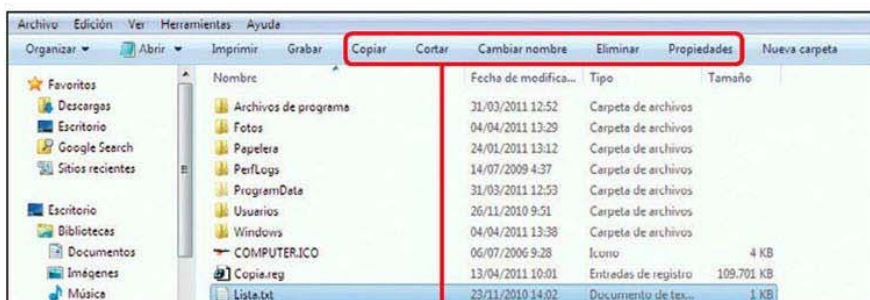 Archivo Edición Ver Herramientas Ayuda
Organizar Abrir Imprimir Grabar Copiar Cortar Cambiar nombre Eliminar Propiedades Nueva carpeta
Favoritos
Descargas
Escritorio
Google Search
Sitios recientes
Escritorio
Bibliotecas
Documentos
Imágenes
Música
Nombre Fecha de modifica... Tipo Tamaño
Archivos de programa 31/03/2011 12:52 Carpeta de archivos
Fotos 04/04/2011 13:29 Carpeta de archivos
Papelera 24/01/2011 13:12 Carpeta de archivos
PerfLogs 14/07/2009 4:37 Carpeta de archivos
ProgramData 31/03/2011 12:53 Carpeta de archivos
Usuarios 26/11/2010 9:51 Carpeta de archivos
Windows 04/04/2011 13:38 Carpeta de archivos
COMPUTER.ICO 06/07/2006 9:28 Icono 4 KB
Copia.reg 13/04/2011 10:01 Entradas de registro 109.701 KB
Lista.txt 23/11/2010 14:02 Documento de tex... 1 KB